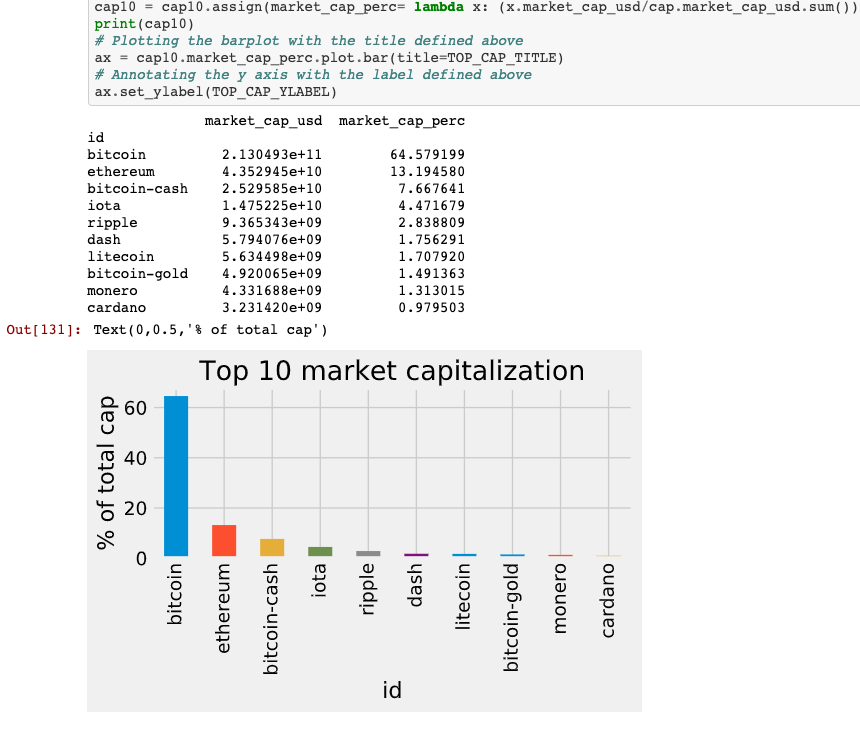 cap10 = cap10.assign(market_cap_perc= lambda x: (x.market_cap_usd/cap.market_cap_usd.sum())
print(cap10)
# Plotting the barplot with the title defined above
ax = cap10.market_cap_perc.plot.bar(title=TOP_CAP_TITLE)
# Annotating the y axis with the label defined above
ax.set_ylabel(TOP_CAP_YLABEL)
market_cap_usd market_cap_perc
id
bitcoin 2.130493e+11 64.579199
ethereum 4.352945e+10 13.194580
bitcoin-cash 2.529585e+10 7.667641
iota 1.475225e+10 4.471679
ripple 9.365343e+09 2.838809
dash 5.794076e+09 1.756291
litecoin 5.634498e+09 1.707920
bitcoin-gold 4.920065e+09 1.491363
monero 4.331688e+09 1.313015
cardano 3.231420e+09 0.979503
Out[131]: Text(0,0.5,'% of total cap')
Top 10 market capitalization
% of total cap
60
40
20
0
bitcoin
ethereum
bitcoin-cash
iota
ripple
dash
litecoin
bitcoin-gold
monero
cardano
id